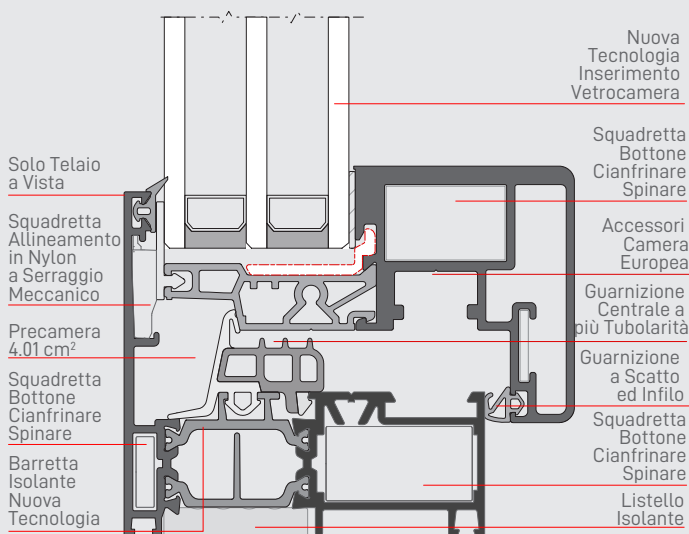 Solo Telaio
a Vista
Squadretta
Allineamento
in Nylon
a Serraggio
Meccanico
Precamera
4.01 cm²
Squadretta
Bottone
Cianfrinare
Spinare
Barretta
Isolante
Nuova
Tecnologia
Nuova
Tecnologia
Inserimento
Vetrocamera
Squadretta
Bottone
Cianfrinare
Spinare
Accessori
Camera
Europea
Guarnizione
Centrale a
più Tubolarità
Guarnizione
a Scatto
ed Infilo
Squadretta
Bottone
Cianfrinare
Spinare
Listello
Isolante